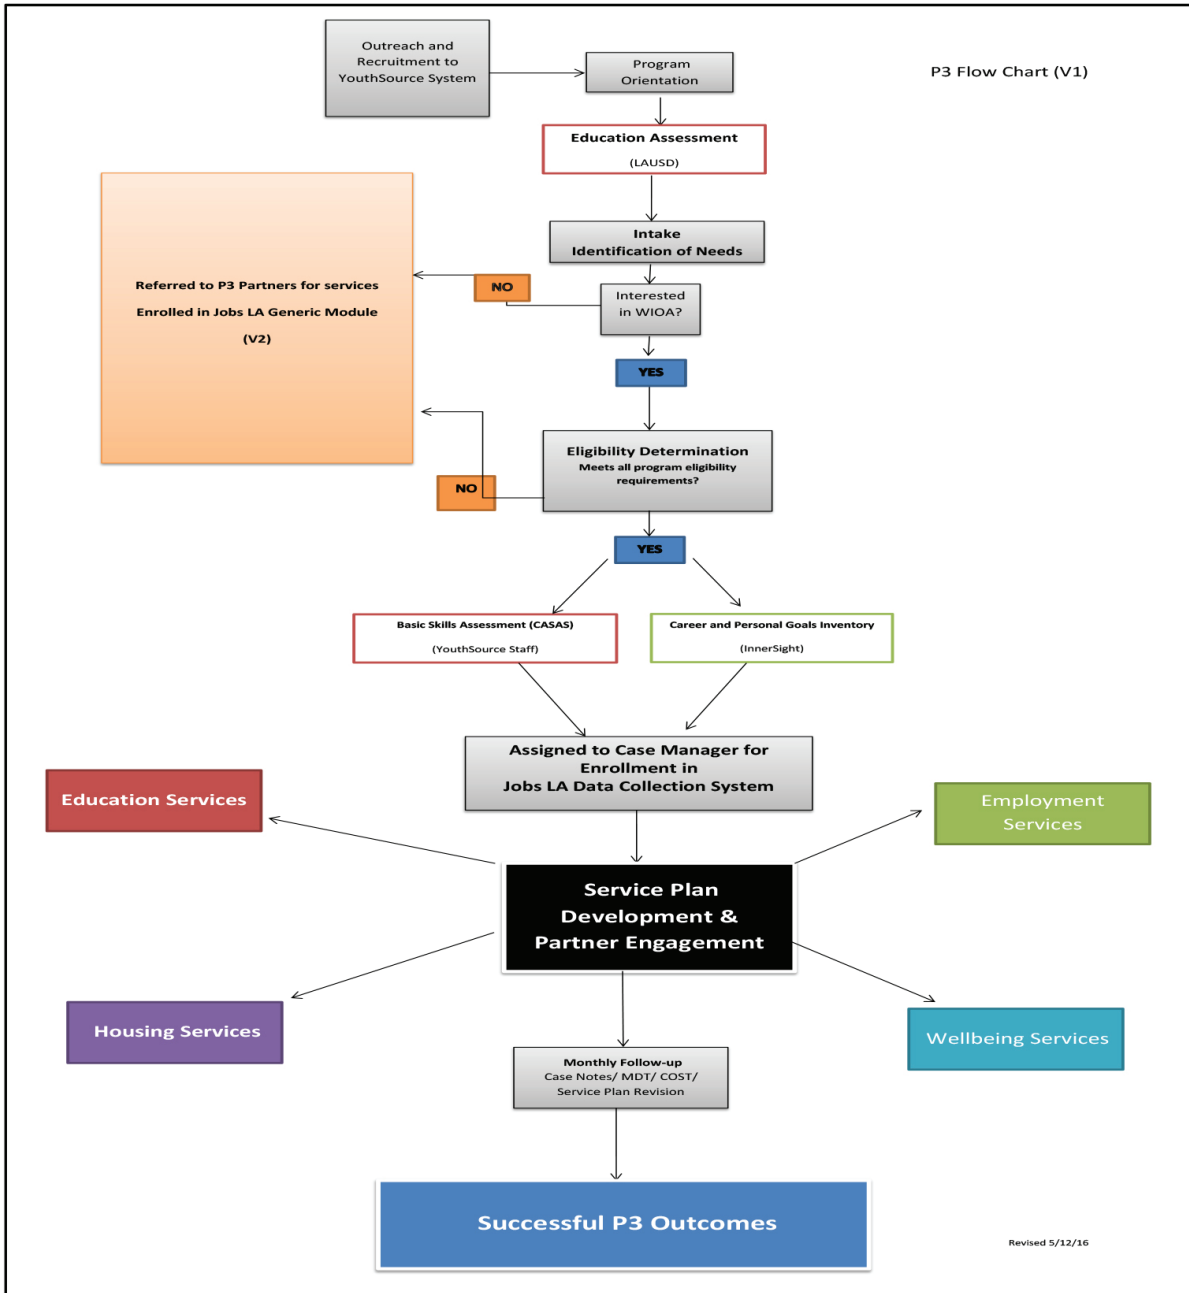 Outreach and
Recruitment to
YouthSource System
Program
Orientation
P3 Flow Chart (V1)
Education Assessment
(LAUSD)
Intake
Identification of Needs
Referred to P3 Partners for services
Enrolled in Jobs LA Generic Module
(V2)
NO
Interested
in WIOA?
YES
Eligibility Determination
Meets all program eligibility
requirements?
NO
YES
Basic Skills Assessment (CASAS)
(YouthSource Staff)
Career and Personal Goals Inventory
(InnerSight)
Assigned to Case Manager for
Enrollment in
Jobs LA Data Collection System
Education Services
Employment
Services
Service Plan
Development &
Partner Engagement
Housing Services
Wellbeing Services
Monthly Follow-up
Case Notes/ MDT/ COST/
Service Plan Revision
Successful P3 Outcomes
Revised 5/12/16